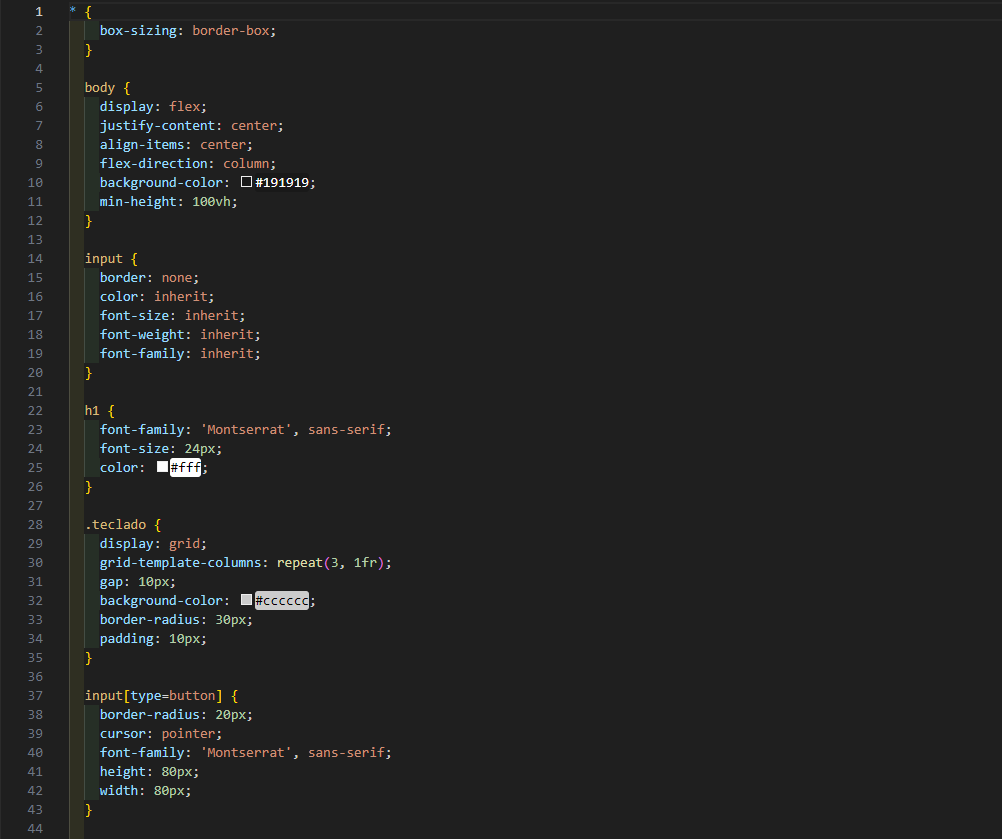 1 * {
2 box-sizing: border-box;
3 }
4
5 body {
6 display: flex;
7 justify-content: center;
8 align-items: center;
9 flex-direction: column;
10 background-color: #191919;
11 min-height: 100vh;
12 }
13
14 input {
15 border: none;
16 color: inherit;
17 font-size: inherit;
18 font-weight: inherit;
19 font-family: inherit;
20 }
21
22 h1 {
23 font-family: 'Montserrat', sans-serif;
24 font-size: 24px;
25 color: #fff;
26 }
27
28 .teclado {
29 display: grid;
30 grid-template-columns: repeat(3, 1fr);
31 gap: 10px;
32 background-color: #cccccc;
33 border-radius: 30px;
34 padding: 10px;
35 }
36
37 input[type=button] {
38 border-radius: 20px;
39 cursor: pointer;
40 font-family: 'Montserrat', sans-serif;
41 height: 80px;
42 width: 80px;
43 }
44